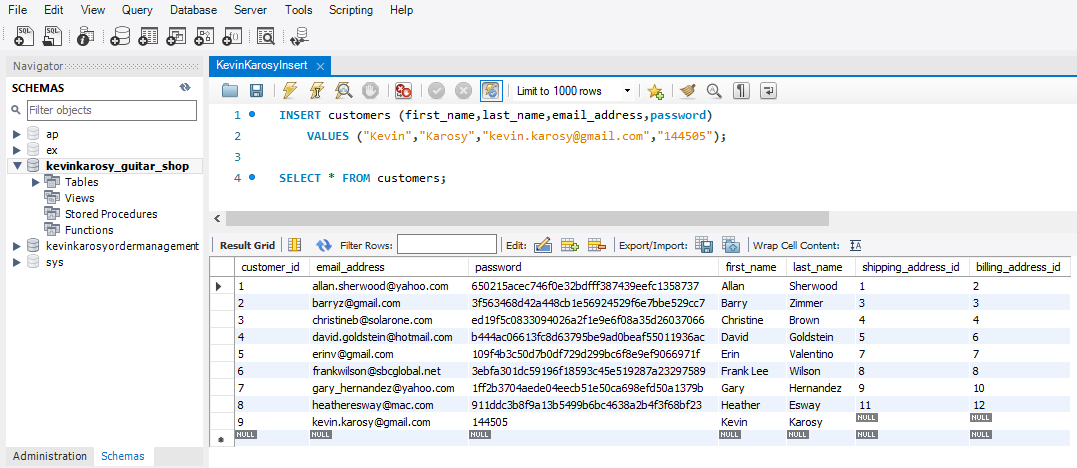 File Edit View Query Database Server Tools Scripting Help
Navigator
SCHEMAS
Filter objects
ap
ex
kevinkarosy_guitar_shop
Tables
Views
Stored Procedures
Functions
kevinkarosyordermanagement
sys
Administration Schemas
KevinKarosyInsert
Limit to 1000 rows
1 INSERT customers (first_name,last_name,email_address,password)
2 VALUES ("Kevin","Karosy","kevin.karosy@gmail.com","144505");
3
4 SELECT * FROM customers;
Result Grid Filter Rows: Edit: Export/Import: Wrap Cell Content: IA
customer_id email_address password first_name last_name shipping_address_id billing_address_id
1 allan.sherwood@yahoo.com 650215acec746f0e32bdfff387439eefc1358737 Allan Sherwood 1 2
2 barryz@gmail.com 3f563468d42a448cb1e56924529f6e7bbe529cc7 Barry Zimmer 3 3
3 christineb@solarone.com ed19f5c0833094026a2f1e9e6f08a35d26037066 Christine Brown 4 4
4 david.goldstein@hotmail.com b444ac06613fc8d63795be9ad0beaf55011936ac David Goldstein 5 6
5 erinv@gmail.com 109f4b3c50d7b0df729d299bc6f8e9ef9066971f Erin Valentino 7 7
6 frankwilson@sbcglobal.net 3ebfa301dc59196f18593c45e519287a23297589 Frank Lee Wilson 8 8
7 gary_hernandez@yahoo.com 1ff2b3704aede04eecb51e50ca698efd50a1379b Gary Hernandez 9 10
8 heatheresway@mac.com 911ddc3b8f9a13b5499b6bc4638a2b4f3f68bf23 Heather Esway 11 12
9 kevin.karosy@gmail.com 144505 Kevin Karosy NULL NULL
NULL NULL NULL NULL NULL NULL NULL